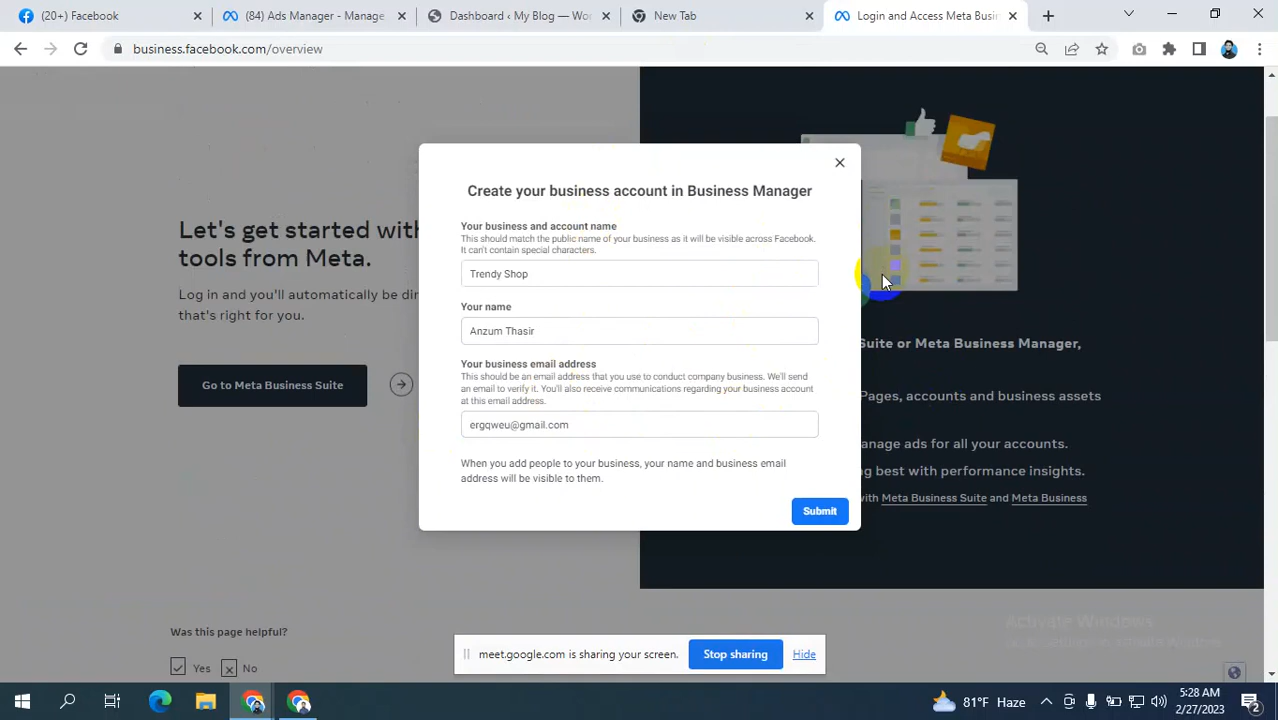 (20+) Facebook
(84) Ads Manager - Manage
Dashboard ‹ My Blog — Wor
New Tab
Login and Access Meta Busin
business.facebook.com/overview
Let's get started with
tools from Meta.
Log in and you'll automatically be di
that's right for you.
Go to Meta Business Suite
Create your business account in Business Manager
Your business and account name
This should match the public name of your business as it will be visible across Facebook.
It can't contain special characters.
Trendy Shop
Your name
Anzum Thasir
Your business email address
This should be an email address that you use to conduct company business. We'll send
an email to verify it. You'll also receive communications regarding your business account
at this email address.
ergqweu@gmail.com
When you add people to your business, your name and business email
address will be visible to them.
Submit
Suite or Meta Business Manager,
Pages, accounts and business assets
anage ads for all your accounts.
ng best with performance insights.
with Meta Business Suite and Meta Business
Was this page helpful?
Yes
No
Activate Windows
meet.google.com is sharing your screen.
Stop sharing
Hide
81°F Haze
5:28 AM
2/27/2023
2